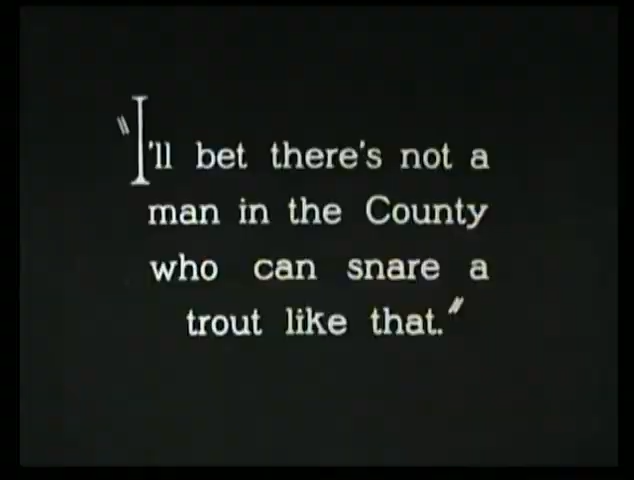 "I'll bet there's not a
man in the County
who can snare a
trout like that."